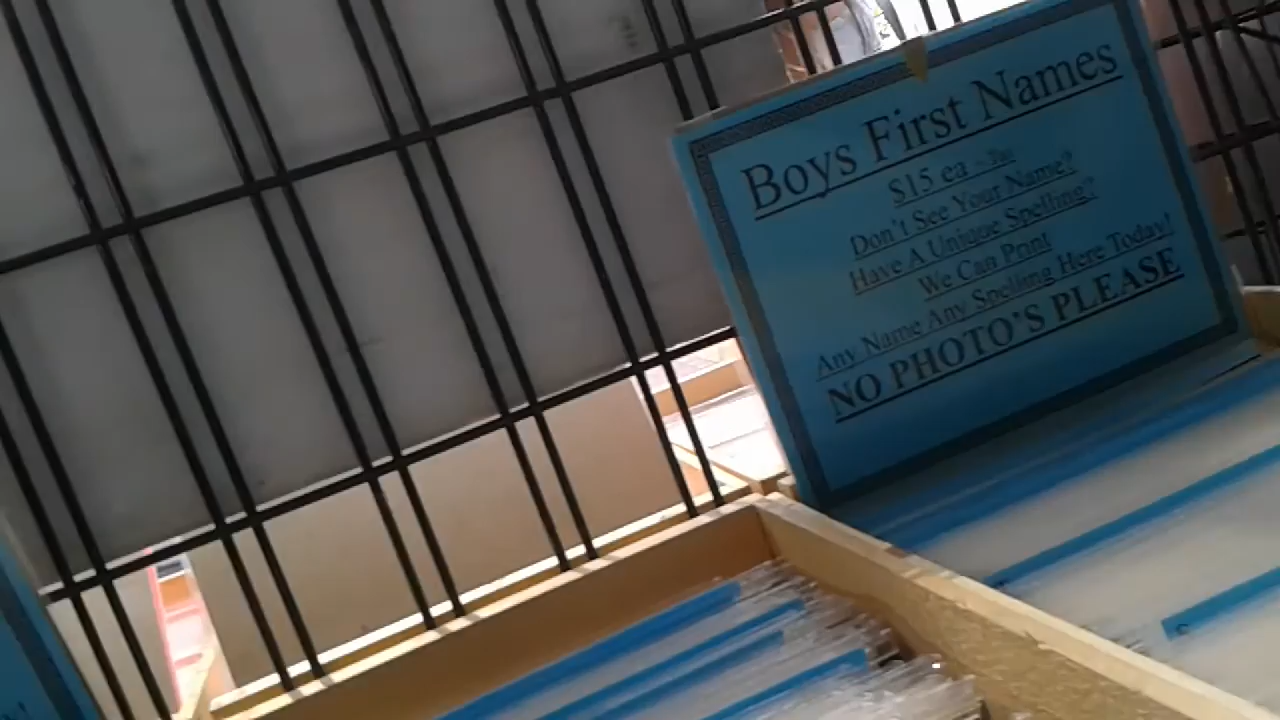 Boys First Names
$15 ea
Don't See Your Name?
Have A Unique Spelling?
We Can Print
Any Name Any Spelling Here Today!
NO PHOTO'S PLEASE